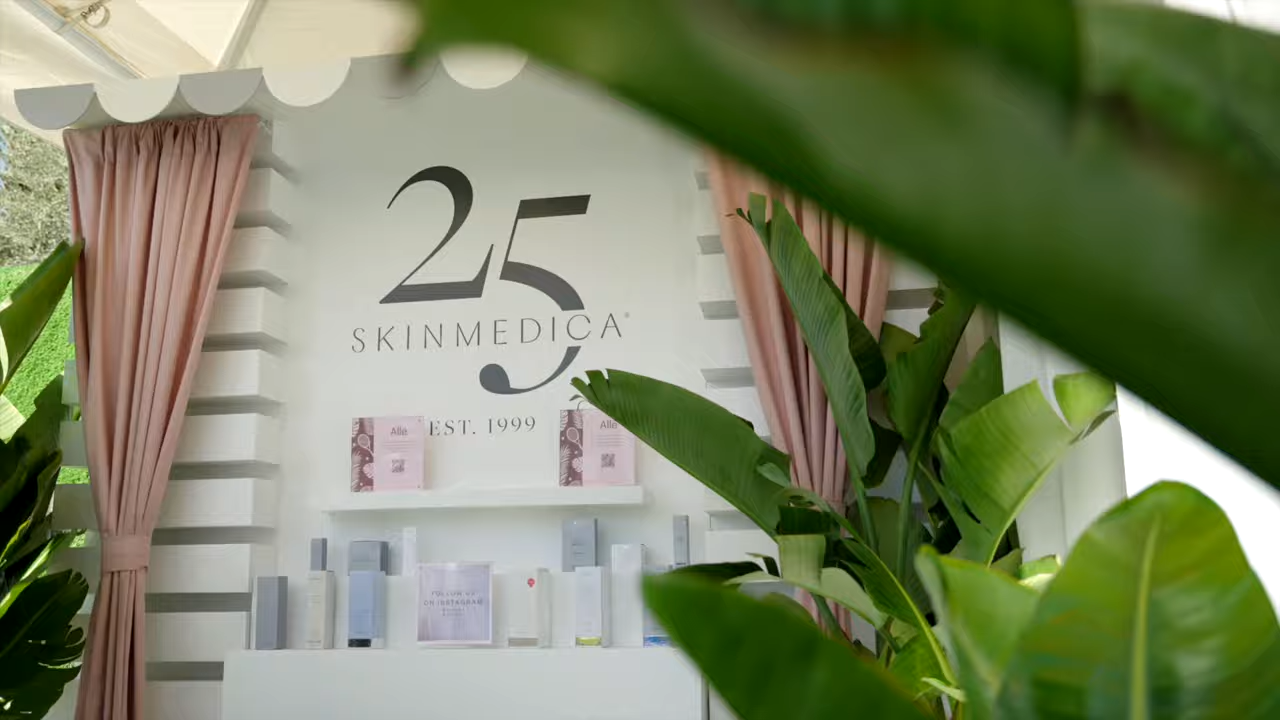 25
SKINMEDICA®
EST. 1999
Allē
Allē
FOLLOW US
ON INSTAGRAM